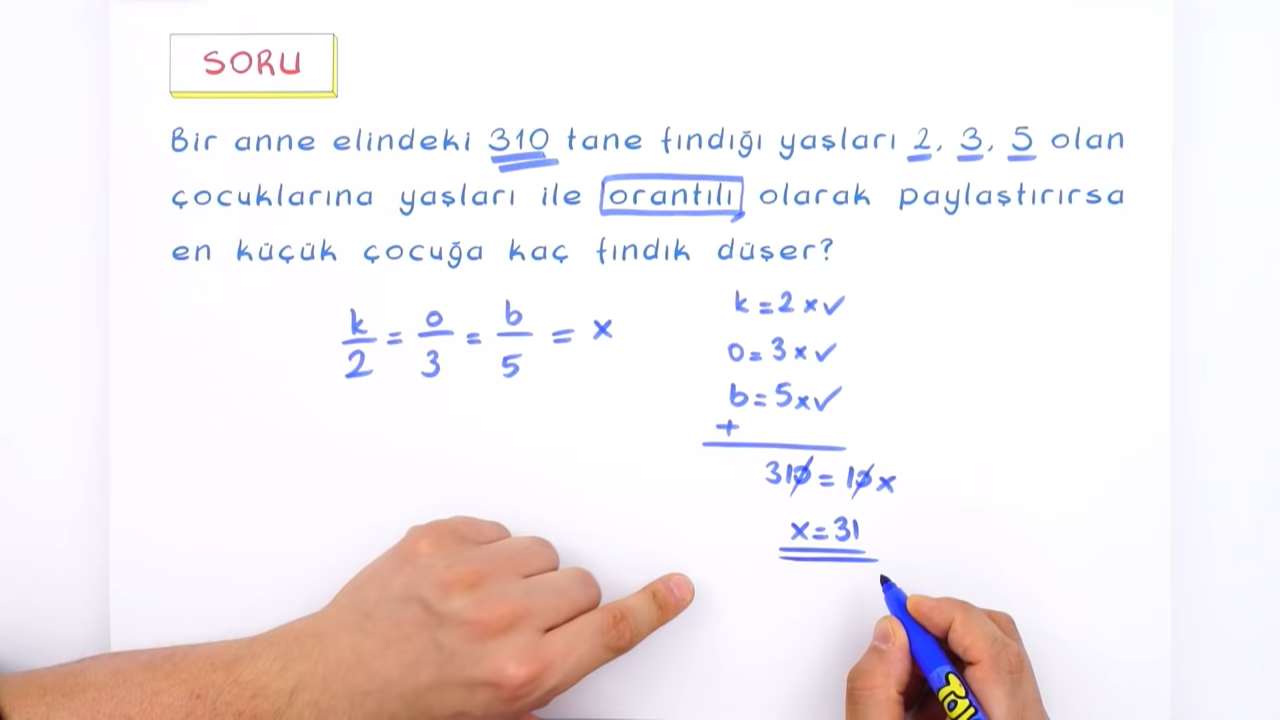 SORU
Bir anne elindeki 310 tane fındığı yaşları 2, 3, 5 olan
çocuklarına yaşları ile orantılı olarak paylaştırırsa
en küçük çocuğa kaç fındık düşer?
k/2 = o/3 = b/5 = x
k = 2x✓
o = 3x✓
b = 5x✓
+
310 = 10x
x = 31